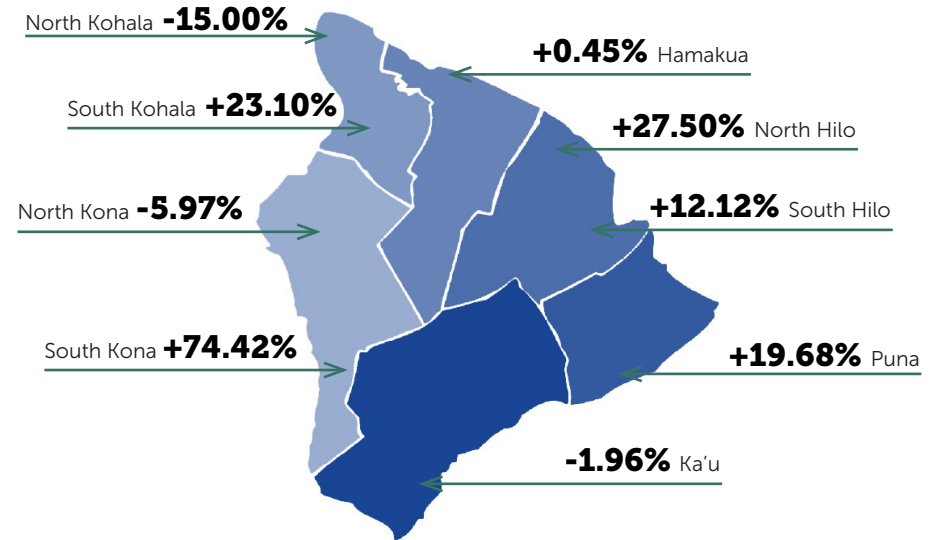 North Kohala -15.00%
+0.45% Hamakua
South Kohala +23.10%
+27.50% North Hilo
North Kona -5.97%
+12.12% South Hilo
South Kona +74.42%
+19.68% Puna
-1.96% Ka’u